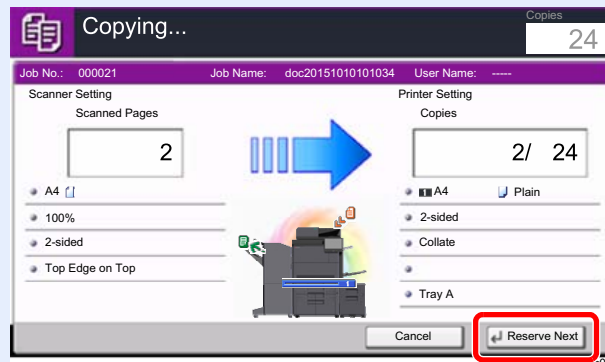 Copying...
Copies
24
Job No.: 000021 Job Name: doc20151010101034 User Name: -----
Scanner Setting
Printer Setting
Scanned Pages
Copies
2
2/ 24
A4
1 A4 Plain
100%
2-sided
2-sided
Collate
Top Edge on Top
Tray A
1
Cancel
Reserve Next